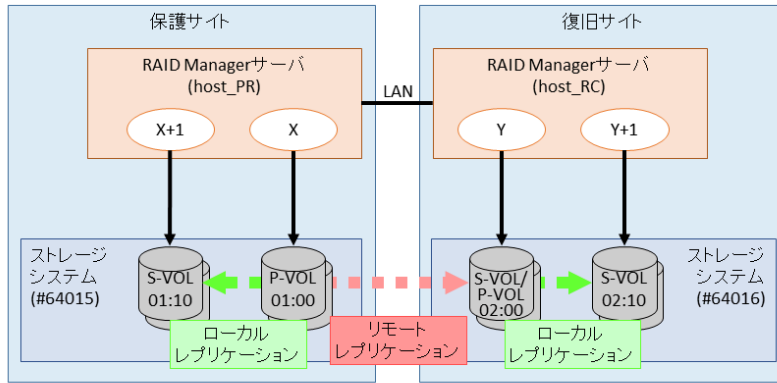 保護サイト
復旧サイト
RAID Managerサーバ
(host_PR)
LAN
RAID Managerサーバ
(host_RC)
X+1
X
Y
Y+1
ストレージ
システム
(#64015)
S-VOL
01:10
P-VOL
01:00
S-VOL/
P-VOL
02:00
S-VOL
02:10
ストレージ
システム
(#64016)
ローカル
レプリケーション
リモート
レプリケーション
ローカル
レプリケーション